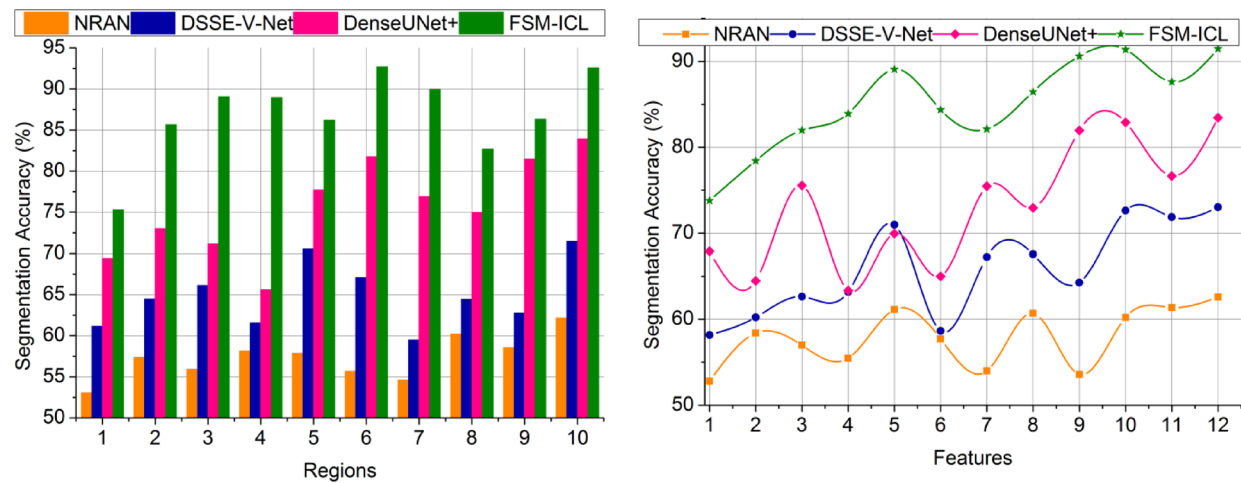 NRAN DSSE-V-Net DenseUNet+ FSM-ICL
95
90
85
80
75
70
65
60
55
50
Segmentation Accuracy (%)
1 2 3 4 5 6 7 8 9 10
Regions
NRAN DSSE-V-Net DenseUNet+ FSM-ICL
90
80
70
60
50
Segmentation Accuracy (%)
1 2 3 4 5 6 7 8 9 10 11 12
Features